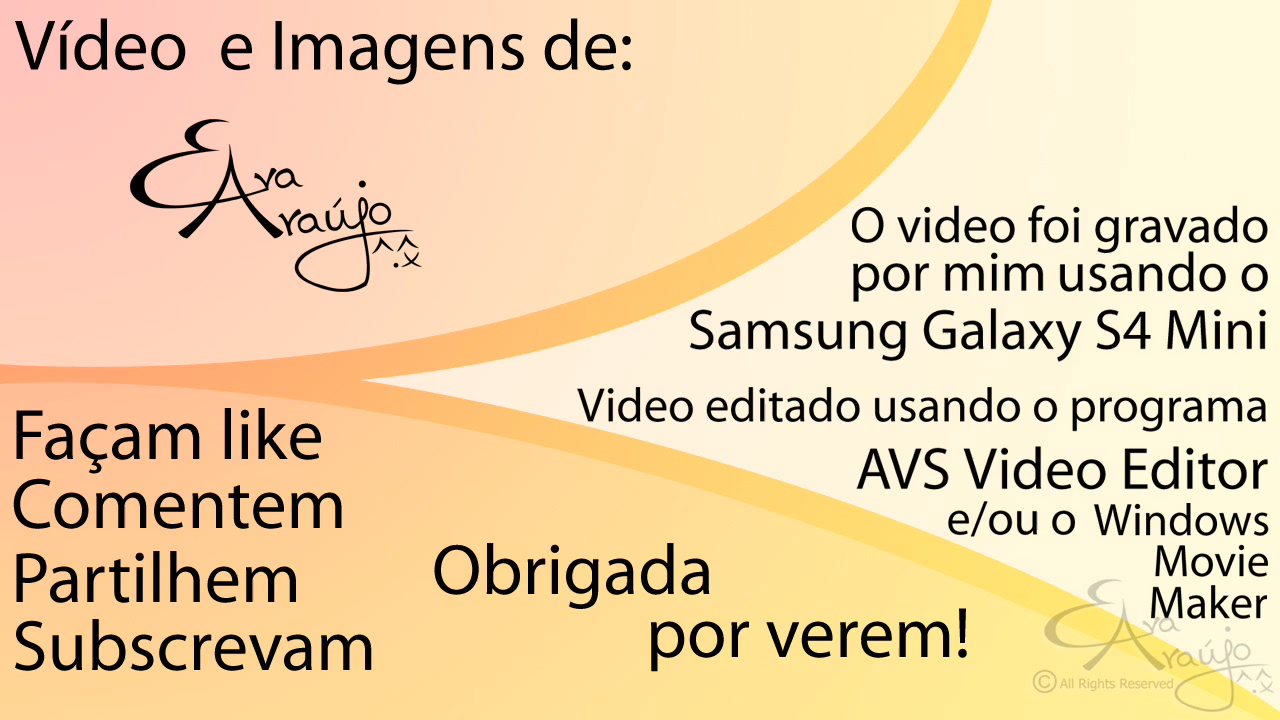 Vídeo e Imagens de:
Eva
Araújo
^^
.x
O video foi gravado
por mim usando o
Samsung Galaxy S4 Mini
Video editado usando o programa
AVS Video Editor
e/ou o Windows
Movie
Maker
Façam like
Comentem
Partilhem
Subscrevam
Obrigada
por verem!
Eva
Araújo
^^
.x
© All Rights Reserved